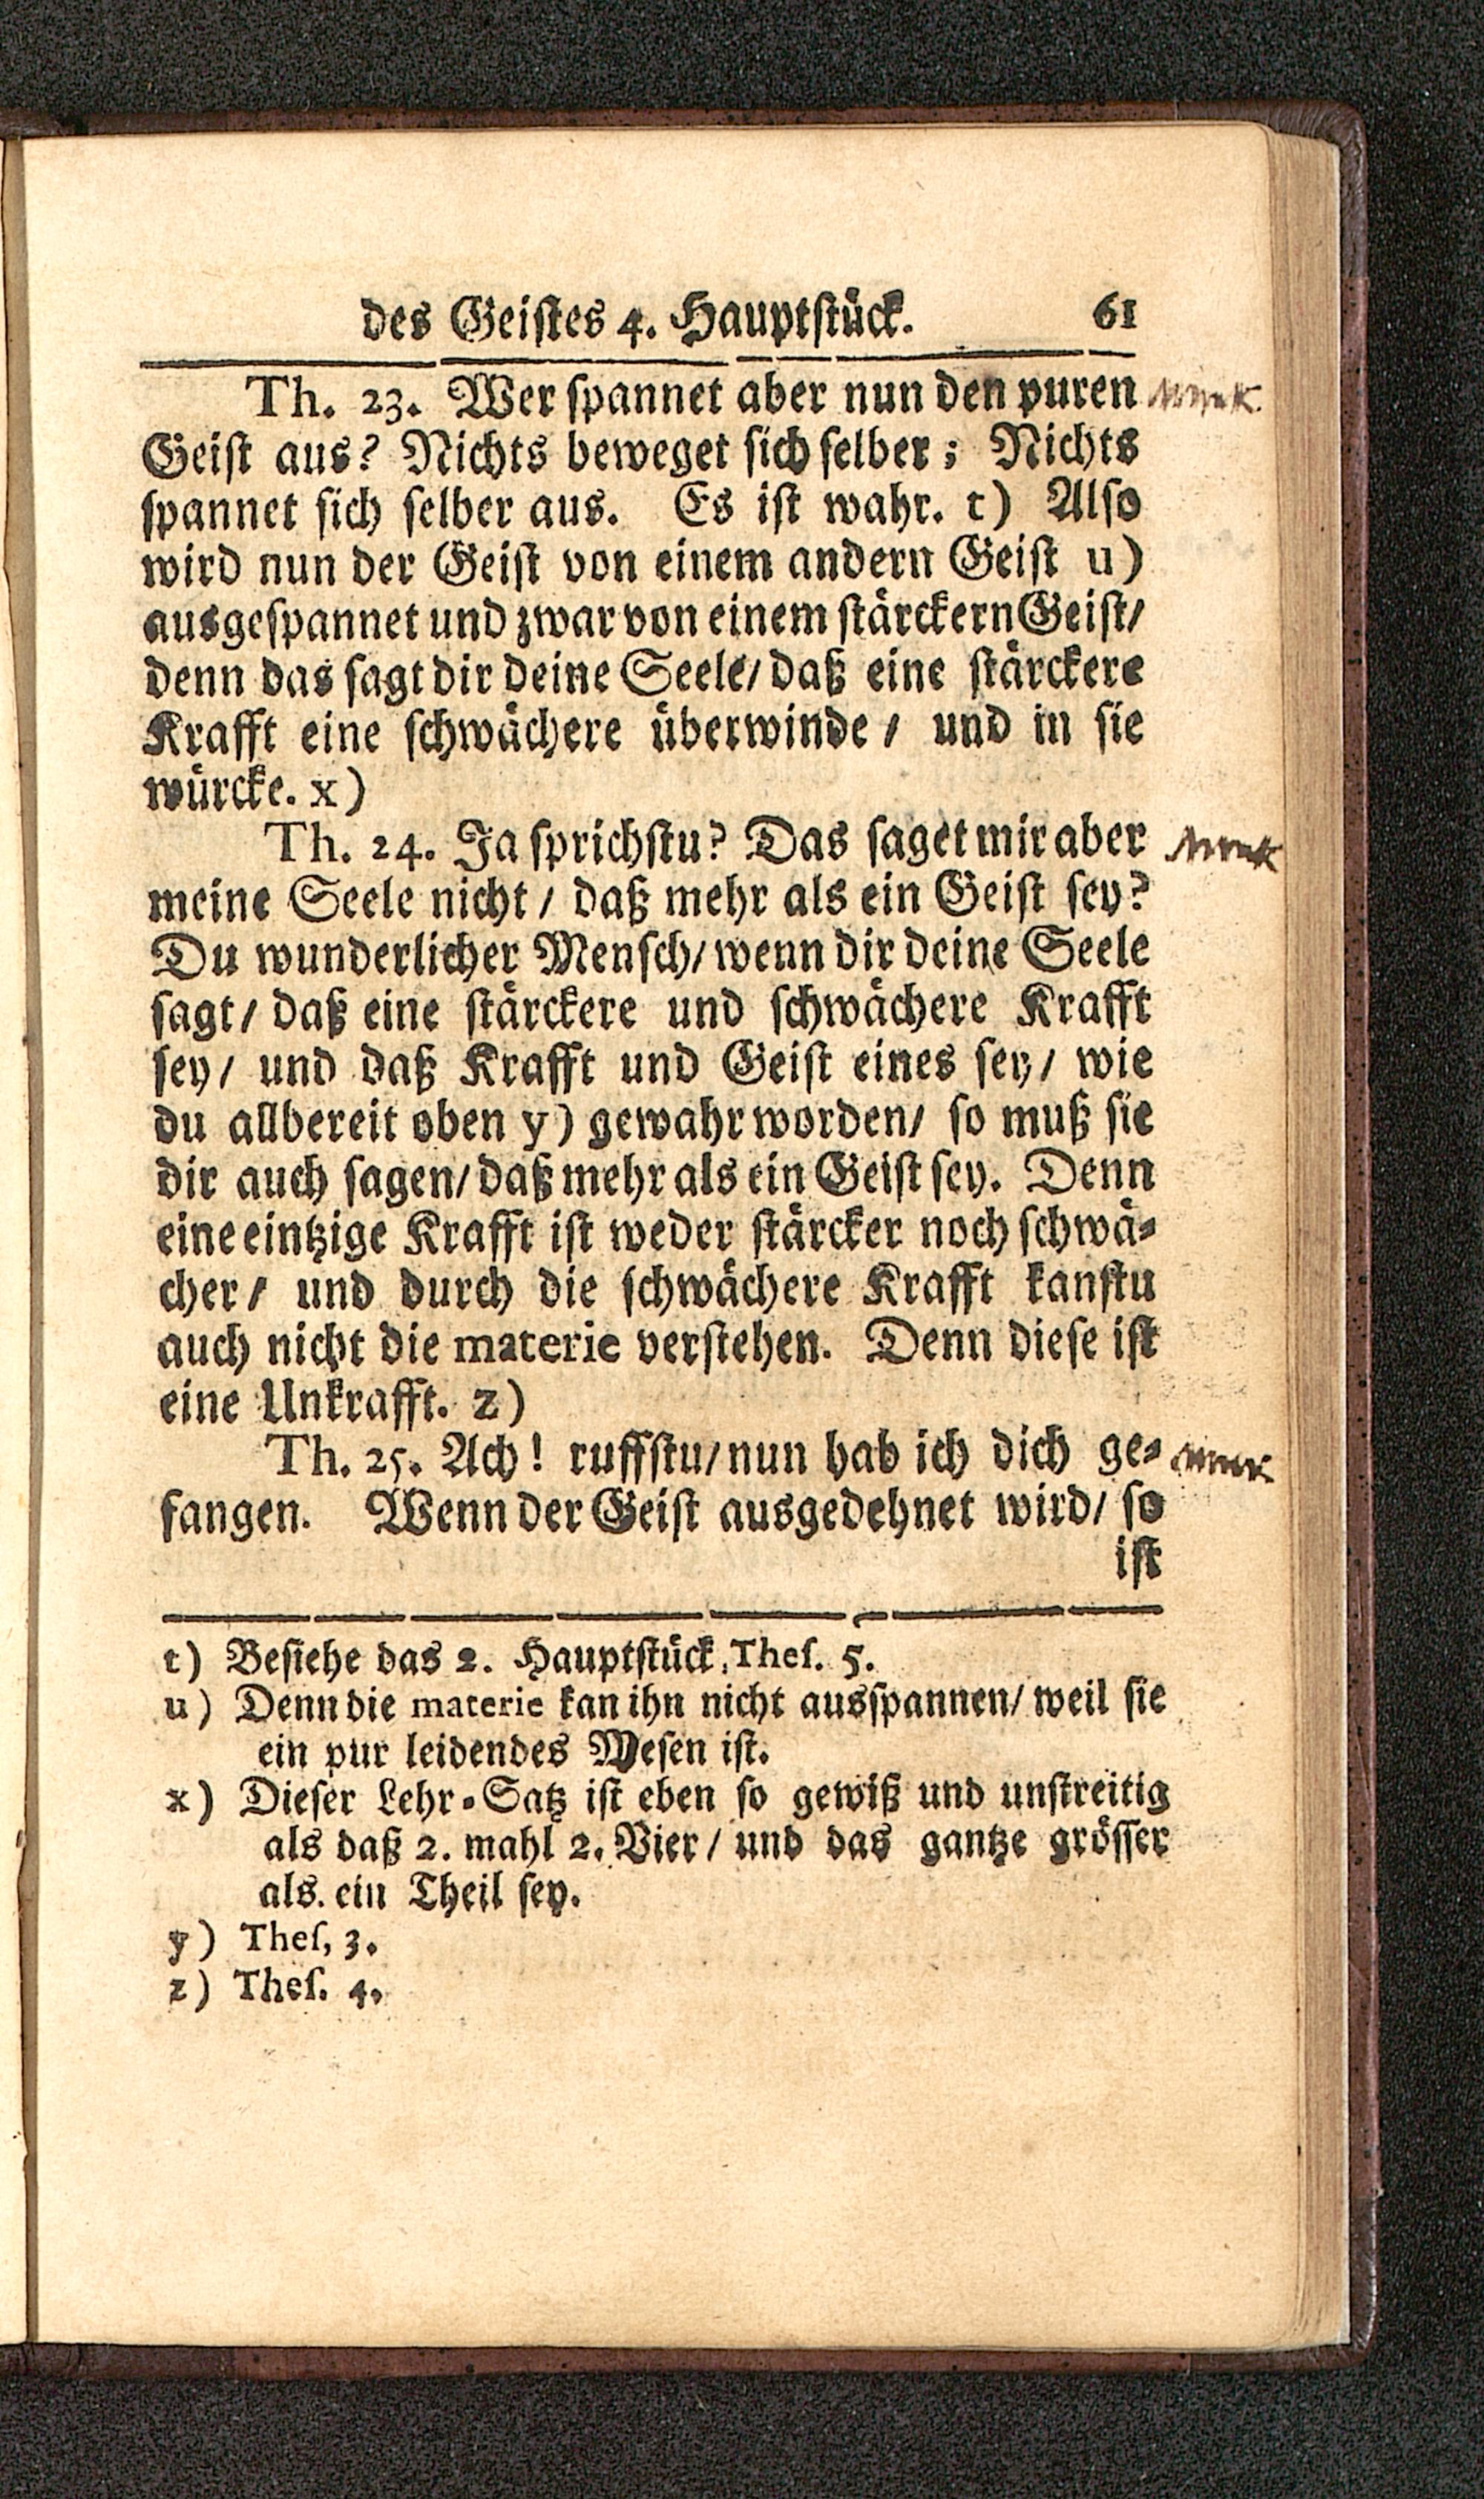 des Geiſtes 4. Hauptſtück. 61
Th. 23. Wer ſpannet aber nun den puren
Geiſt aus? Nichts beweget ſich ſelber; Nichts
ſpannet ſich ſelber aus. Es iſt wahr. t) Alſo
wird nun der Geiſt von einem andern Geiſt u)
ausgeſpannet und zwar von einem ſtärckern Geiſt/
denn das ſagt dir deine Seele/ daß eine ſtärckere
Krafft eine ſchwächere überwinde / und in ſie
würcke. x)
Th. 24. Ja ſprichſtu? Das ſaget mir aber
meine Seele nicht / daß mehr als ein Geiſt ſey?
Du wunderlicher Menſch/ wenn dir deine Seele
ſagt / daß eine ſtärckere und ſchwächere Krafft
ſey/ und daß Krafft und Geiſt eines ſey/ wie
du allbereit oben y) gewahr worden/ ſo muß ſie
dir auch ſagen/ daß mehr als ein Geiſt ſey. Denn
eine eintzige Krafft iſt weder ſtärcker noch ſchwä-
cher / und durch die ſchwächere Krafft kanſtu
auch nicht die materie verſtehen. Denn dieſe iſt
eine Unkrafft. z)
Th. 25. Ach! ruffſtu/ nun hab ich dich ge-
fangen. Wenn der Geiſt ausgedehnet wird/ ſo
iſt
t) Beſiehe das 2. Hauptſtück, Theſ. 5.
u) Denn die materie kan ihn nicht ausſpannen/ weil ſie
ein pur leidendes Weſen iſt.
x) Dieſer Lehr-Satz iſt eben ſo gewiß und unſtreitig
als daß 2. mahl 2. Vier / und das gantze gröſſer
als. ein Theil ſey.
y) Theſ, 3.
z) Theſ. 4.